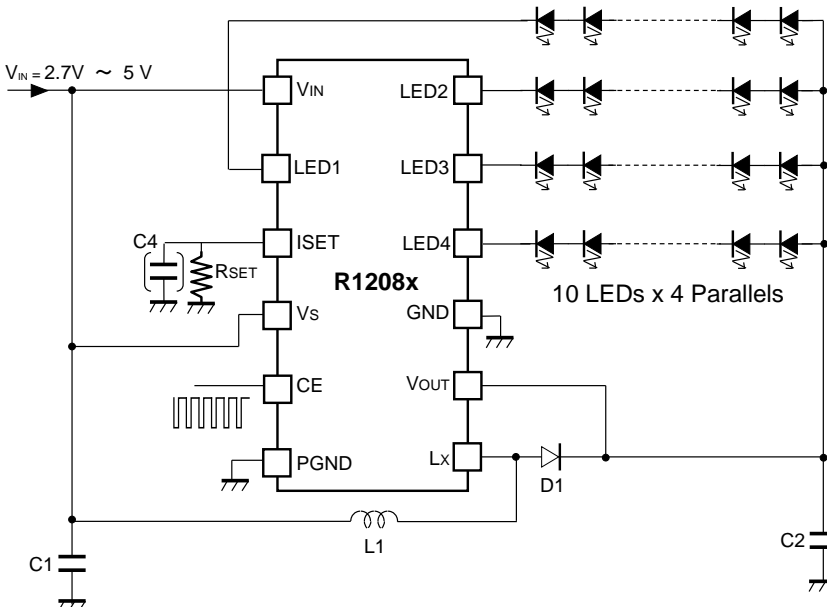 VIN = 2.7V ～ 5 V
VIN
LED2
LED1
LED3
C4
RSET
ISET
LED4
R1208x
10 LEDs x 4 Parallels
VS
GND
CE
VOUT
PGND
LX
D1
L1
C1
C2